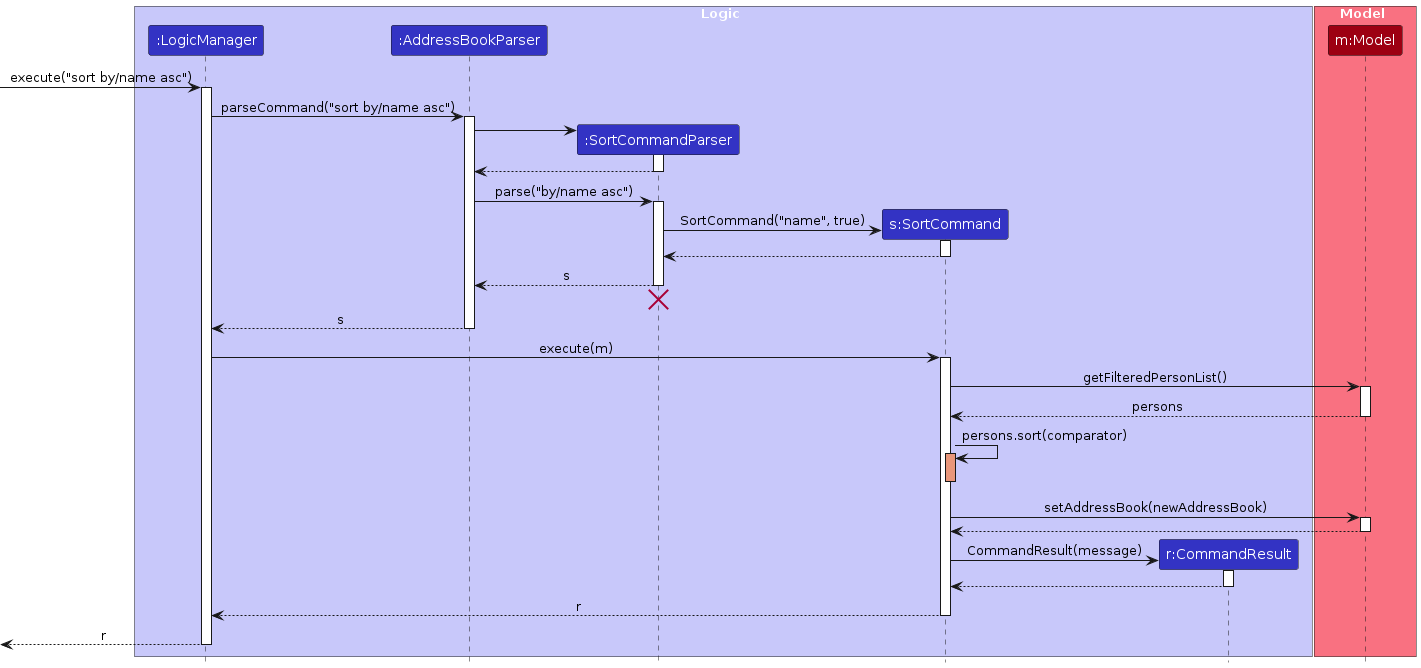 Logic
Model
:LogicManager
:AddressBookParser
m:Model
execute("sort by/name asc")
parseCommand("sort by/name asc")
:SortCommandParser
parse("by/name asc")
SortCommand("name", true)
s:SortCommand
s
s
execute(m)
getFilteredPersonList()
persons
persons.sort(comparator)
setAddressBook(newAddressBook)
CommandResult(message)
r:CommandResult
r
r